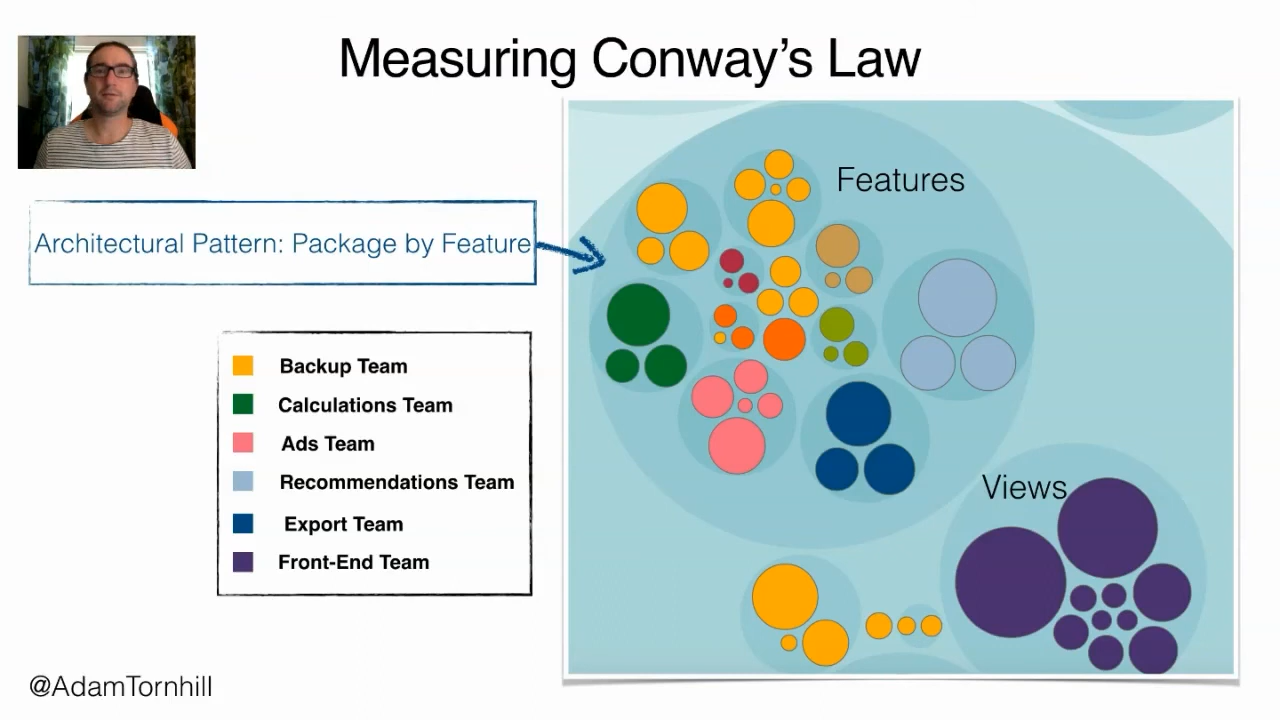 Measuring Conway's Law
Features
Architectural Pattern: Package by Feature
Backup Team
Calculations Team
Ads Team
Recommendations Team
Export Team
Front-End Team
Views
@AdamTornhill